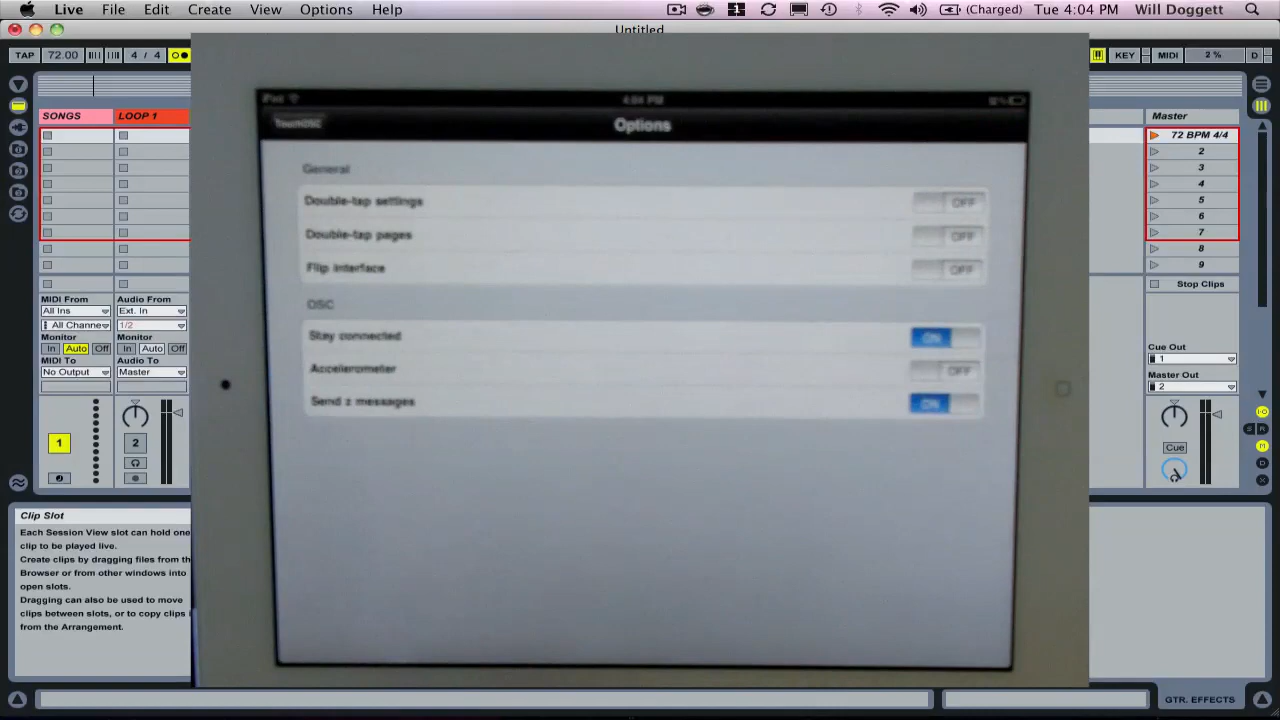 Live File Edit Create View Options Help 1 (Charged) Tue 4:04 PM Will Doggett
Untitled
TAP 72.00 4 / 4 KEY MIDI 2 % D
iPad 4:04 PM
TouchOSC Options
General
Double-tap settings OFF
Double-tap pages OFF
Flip interface OFF
OSC
Stay connected ON
Accelerometer OFF
Send z messages ON
SONGS LOOP 1 Master
72 BPM 4/4
2
3
4
5
6
7
8
9
Stop Clips
MIDI From Audio From
All Ins Ext. In
All Channe 1/2
Monitor Monitor
In Auto Off In Auto Off
MIDI To Audio To
No Output Master
Cue Out
1
Master Out
2
1 2
Cue
I·O
S R
M
D
X
Clip Slot
Each Session View slot can hold one
clip to be played live.
Create clips by dragging files from th
Browser or from other windows into
open slots.
Dragging can also be used to move
clips between slots, or to copy clips i
from the Arrangement.
GTR. EFFECTS